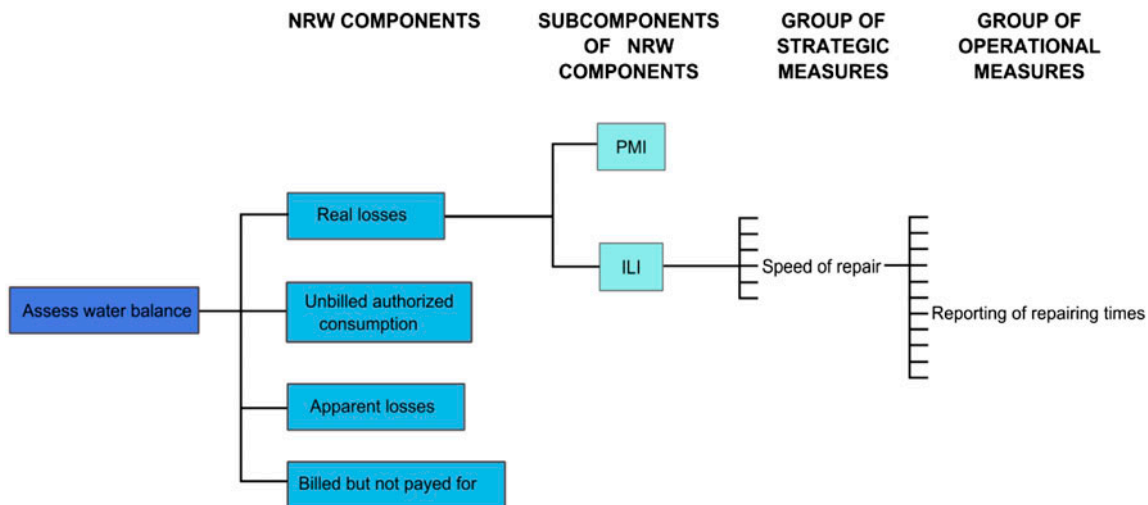 NRW COMPONENTS
SUBCOMPONENTS
OF NRW
COMPONENTS
GROUP OF
STRATEGIC
MEASURES
GROUP OF
OPERATIONAL
MEASURES
PMI
Real losses
ILI
Speed of repair
Assess water balance
Unbilled authorized
consumption
Reporting of repairing times
Apparent losses
Billed but not payed for